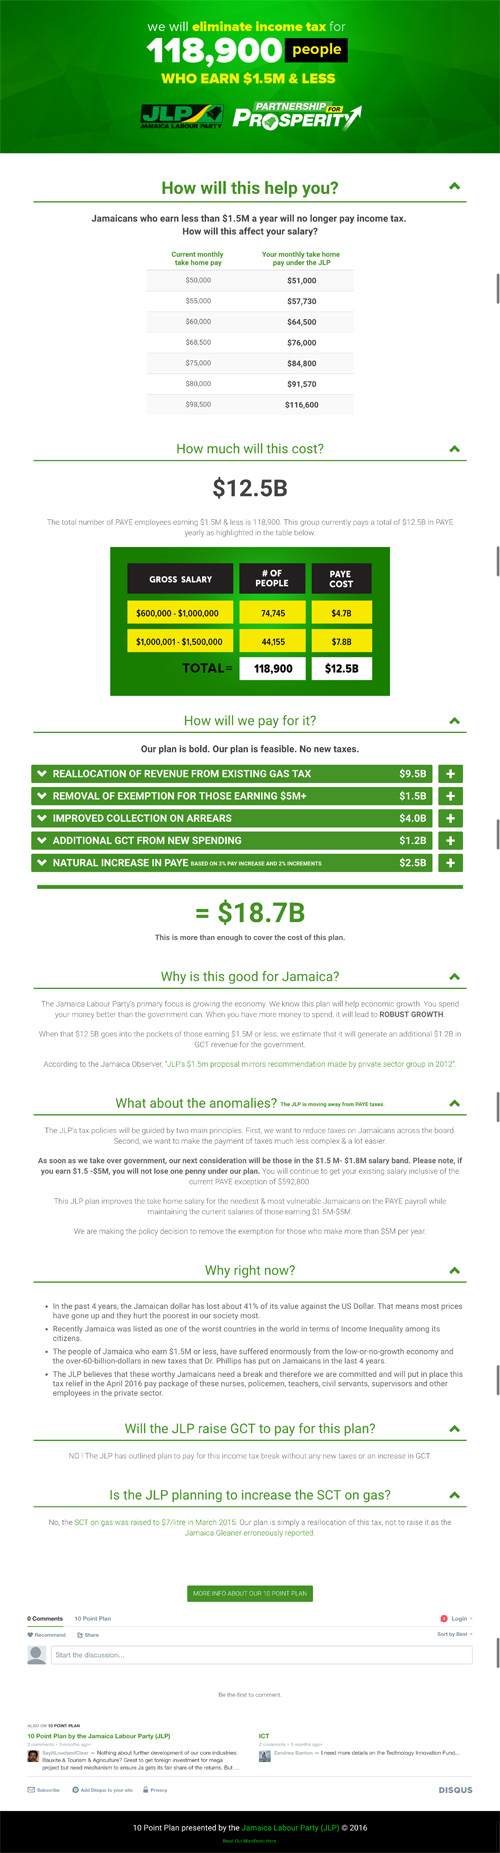 we will eliminate income tax for
118,900 people
WHO EARN $1.5M & LESS
JLP
JAMAICA LABOUR PARTY
PARTNERSHIP FOR
PROSPERITY
How will this help you?
Jamaicans who earn less than $1.5M a year will no longer pay income tax.
How will this affect your salary?
Current monthly take home pay
Your monthly take home pay under the JLP
$50,000 $51,000
$55,000 $57,730
$60,000 $64,500
$68,500 $76,000
$75,000 $84,800
$80,000 $91,570
$98,500 $116,600
How much will this cost?
$12.5B
The total number of PAYE employees earning $1.5M & less is 118,900. This group currently pays a total of $12.5B in PAYE
yearly as highlighted in the table below.
GROSS SALARY # OF PEOPLE PAYE COST
$600,000 - $1,000,000 74,745 $4.7B
$1,000,001 - $1,500,000 44,155 $7.8B
TOTAL= 118,900 $12.5B
How will we pay for it?
Our plan is bold. Our plan is feasible. No new taxes.
REALLOCATION OF REVENUE FROM EXISTING GAS TAX $9.5B +
REMOVAL OF EXEMPTION FOR THOSE EARNING $5M+ $1.5B +
IMPROVED COLLECTION ON ARREARS $4.0B +
ADDITIONAL GCT FROM NEW SPENDING $1.2B +
NATURAL INCREASE IN PAYE BASED ON 3% PAY INCREASE AND 2% INCREMENTS $2.5B +
= $18.7B
This is more than enough to cover the cost of this plan.
Why is this good for Jamaica?
The Jamaica Labour Party's primary focus is growing the economy. We know this plan will help economic growth. You spend
your money better than the government can. When you have more money to spend, it will lead to ROBUST GROWTH.
When that $12.5B goes into the pockets of those earning $1.5M or less, we estimate that it will generate an additional $1.2B in
GCT revenue for the government.
According to the Jamaica Observer, "JLP's $1.5m proposal mirrors recommendation made by private sector group in 2012".
What about the anomalies? The JLP is moving away from PAYE taxes.
The JLP's tax policies will be guided by two main principles. First, we want to reduce taxes on Jamaicans across the board.
Second, we want to make the payment of taxes much less complex & a lot easier.
As soon as we take over government, our next consideration will be those in the $1.5 M- $1.8M salary band. Please note, if
you earn $1.5 -$5M, you will not lose one penny under our plan. You will continue to get your existing salary inclusive of the
current PAYE exception of $592,800.
This JLP plan improves the take home salary for the neediest & most vulnerable Jamaicans on the PAYE payroll while
maintaining the current salaries of those earning $1.5M-$5M.
We are making the policy decision to remove the exemption for those who make more than $5M per year.
Why right now?
• In the past 4 years, the Jamaican dollar has lost about 41% of its value against the US Dollar. That means most prices
have gone up and they hurt the poorest in our society most.
• Recently Jamaica was listed as one of the worst countries in the world in terms of Income Inequality among its
citizens.
• The people of Jamaica who earn $1.5M or less, have suffered enormously from the low-or-no-growth economy and
the over-60-billion-dollars in new taxes that Dr. Phillips has put on Jamaicans in the last 4 years.
• The JLP believes that these worthy Jamaicans need a break and therefore we are committed and will put in place this
tax relief in the April 2016 pay package of these nurses, policemen, teachers, civil servants, supervisors and other
employees in the private sector.
Will the JLP raise GCT to pay for this plan?
NO ! The JLP has outlined plan to pay for this income tax break without any new taxes or an increase in GCT.
Is the JLP planning to increase the SCT on gas?
No, the SCT on gas was raised to $7/litre in March 2015. Our plan is simply a reallocation of this tax, not to raise it as the
Jamaica Gleaner erroneously reported.
MORE INFO ABOUT OUR 10 POINT PLAN
0 Comments 10 Point Plan 1 Login
Recommend Share Sort by Best
Start the discussion...
Be the first to comment.
ALSO ON 10 POINT PLAN
10 Point Plan by the Jamaica Labour Party (JLP)
3 comments • 5 months ago
SayItLoudandClear — Nothing about further development of our core industries:
Bauxite & Tourism & Agriculture? Great to get foreign investment for mega
project but need mechanism to ensure Ja gets its fair share of the returns. But ...
ICT
2 comments • 5 months ago
Zandrea Banton — I need more details on the Technology Innovation Fund...
Subscribe Add Disqus to your site Privacy DISQUS
10 Point Plan presented by the Jamaica Labour Party (JLP) © 2016
Read Our Manifesto Here